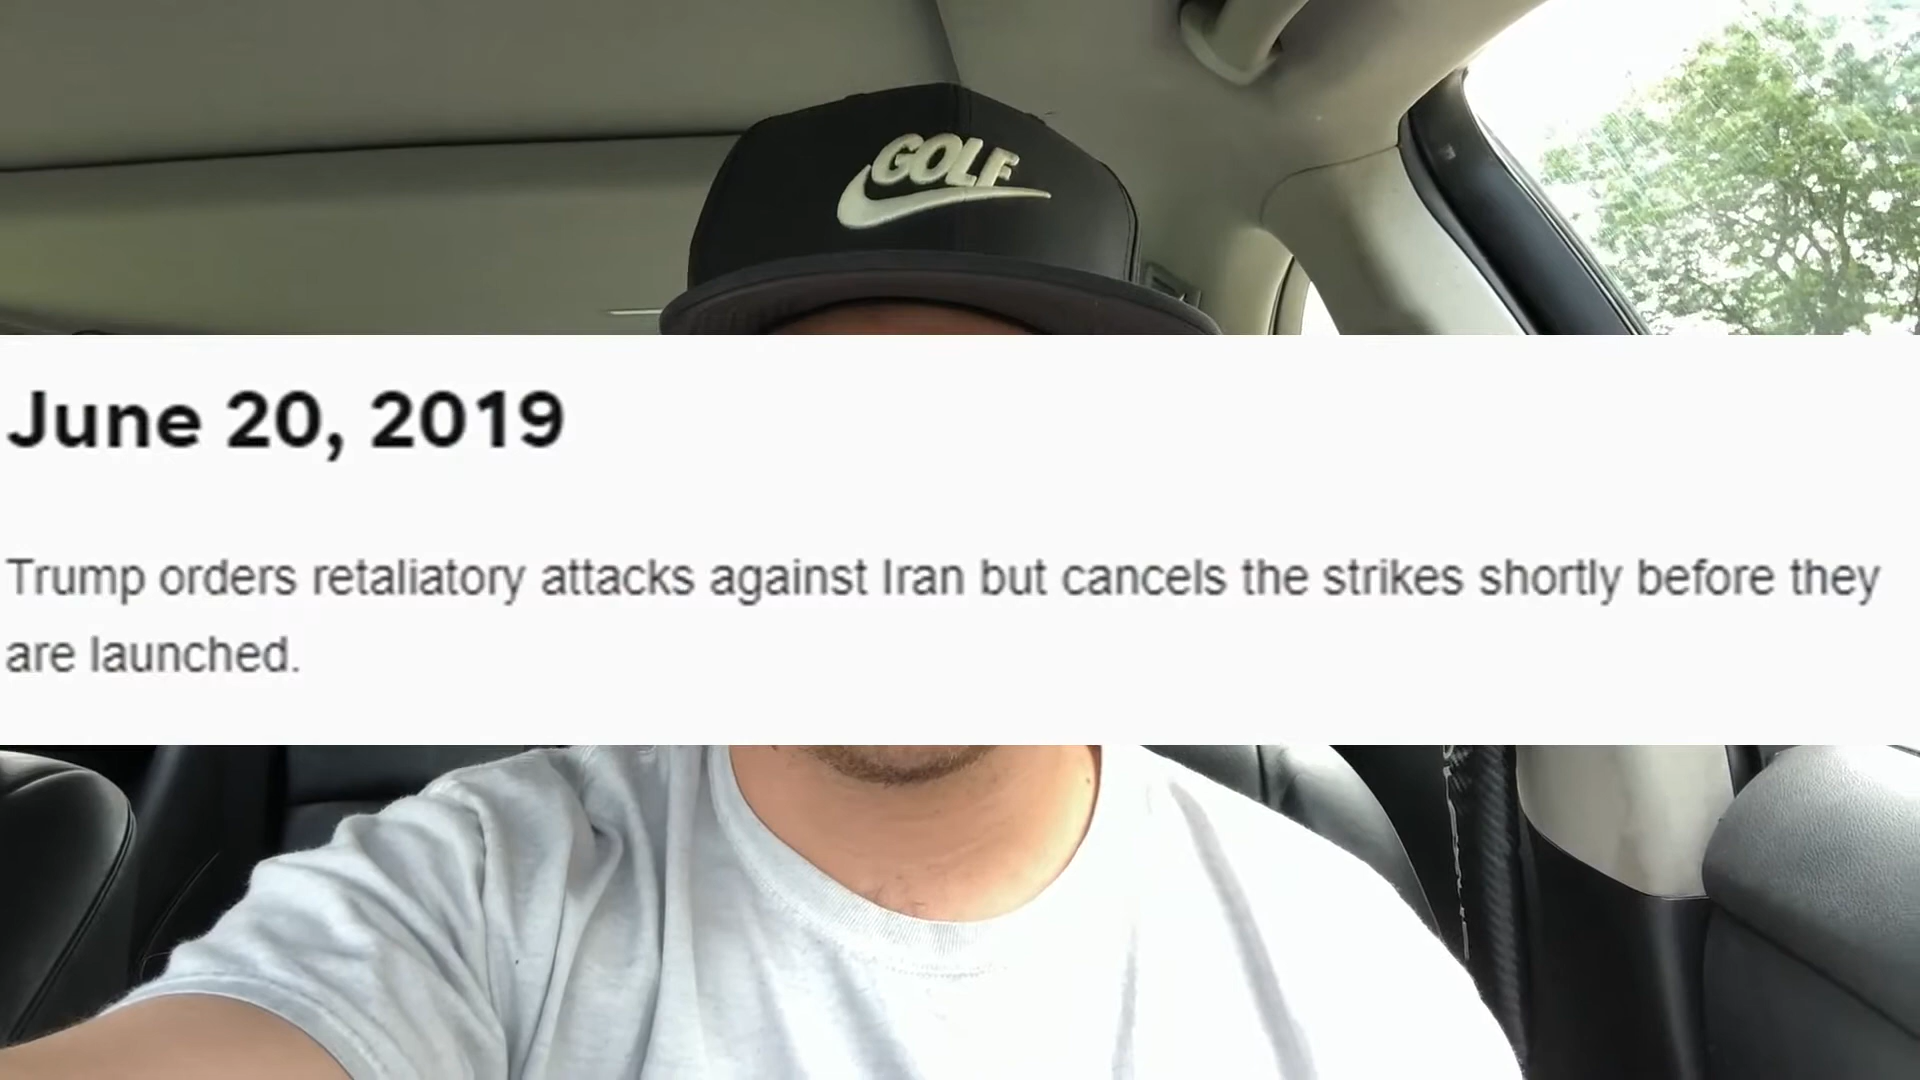 GOLF
June 20, 2019
Trump orders retaliatory attacks against Iran but cancels the strikes shortly before they
are launched.